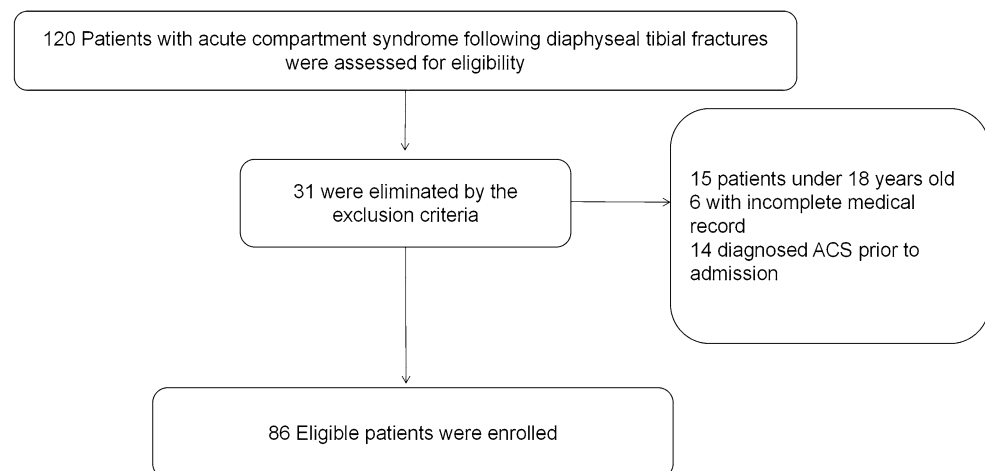 120 Patients with acute compartment syndrome following diaphyseal tibial fractures
were assessed for eligibility
31 were eliminated by the
exclusion criteria
15 patients under 18 years old
6 with incomplete medical
record
14 diagnosed ACS prior to
admission
86 Eligible patients were enrolled